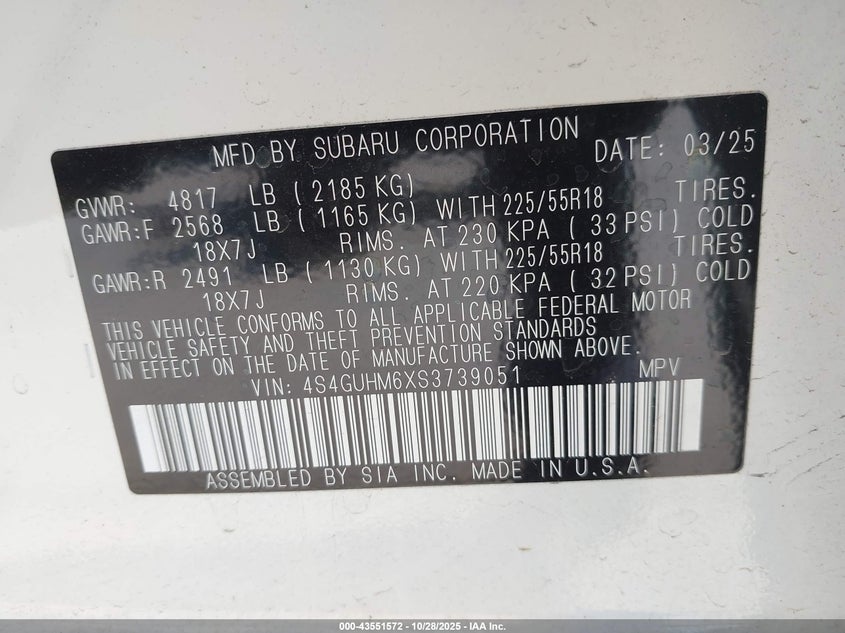 MFD BY SUBARU CORPORATION DATE: 03/25
GVWR: 4817 LB ( 2185 KG)
GAWR:F 2568 LB ( 1165 KG) WITH 225/55R18 TIRES.
18X7J RIMS. AT 230 KPA ( 33 PSI) COLD
GAWR:R 2491 LB ( 1130 KG) WITH 225/55R18 TIRES.
18X7J RIMS. AT 220 KPA ( 32 PSI) COLD
THIS VEHICLE CONFORMS TO ALL APPLICABLE FEDERAL MOTOR
VEHICLE SAFETY AND THEFT PREVENTION STANDARDS
IN EFFECT ON THE DATE OF MANUFACTURE SHOWN ABOVE.
VIN: 4S4GUHM6XS3739051 MPV
ASSEMBLED BY SIA INC. MADE IN U.S.A.
000-43551572 - 10/28/2025 - IAA Inc.